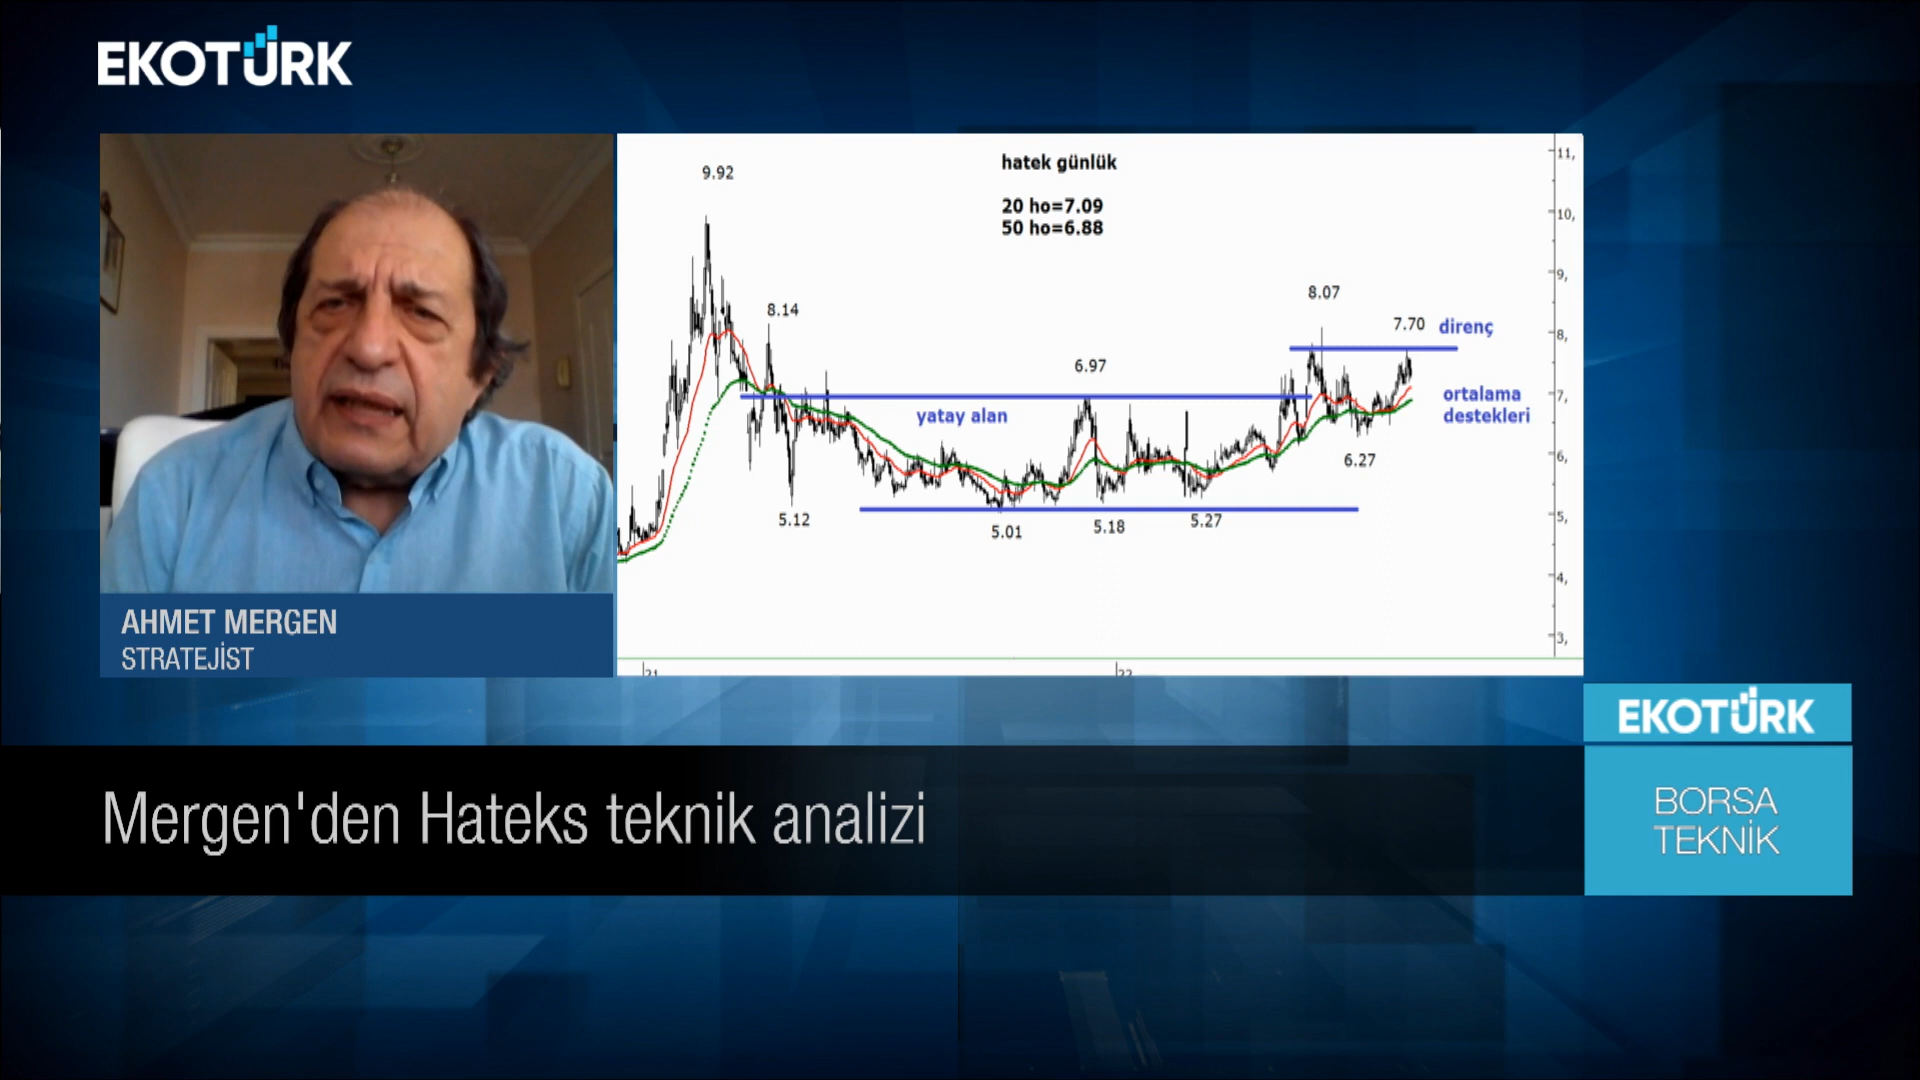 EKOTÜRK
hatek günlük
20 ho=7.09
50 ho=6.88
9.92
8.14
6.97
8.07
7.70
direnç
yatay alan
ortalama
destekleri
6.27
5.12
5.01
5.18
5.27
11,
10,
9,
8,
7,
6,
5,
4,
3,
21
22
AHMET MERGEN
STRATEJİST
EKOTÜRK
BORSA
TEKNİK
Mergen'den Hateks teknik analizi